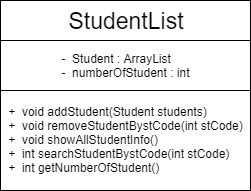 StudentList
- Student : ArrayList
- numberOfStudent : int
+ void addStudent(Student students)
+ void removeStudentBystCode(int stCode)
+ void showAllStudentInfo()
+ int searchStudentBystCode(int stCode)
+ int getNumberOfStudent()